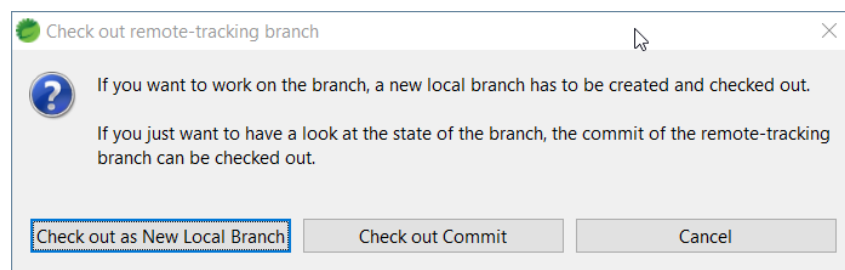 Check out remote-tracking branch
If you want to work on the branch, a new local branch has to be created and checked out.
If you just want to have a look at the state of the branch, the commit of the remote-tracking
branch can be checked out.
Check out as New Local Branch
Check out Commit
Cancel